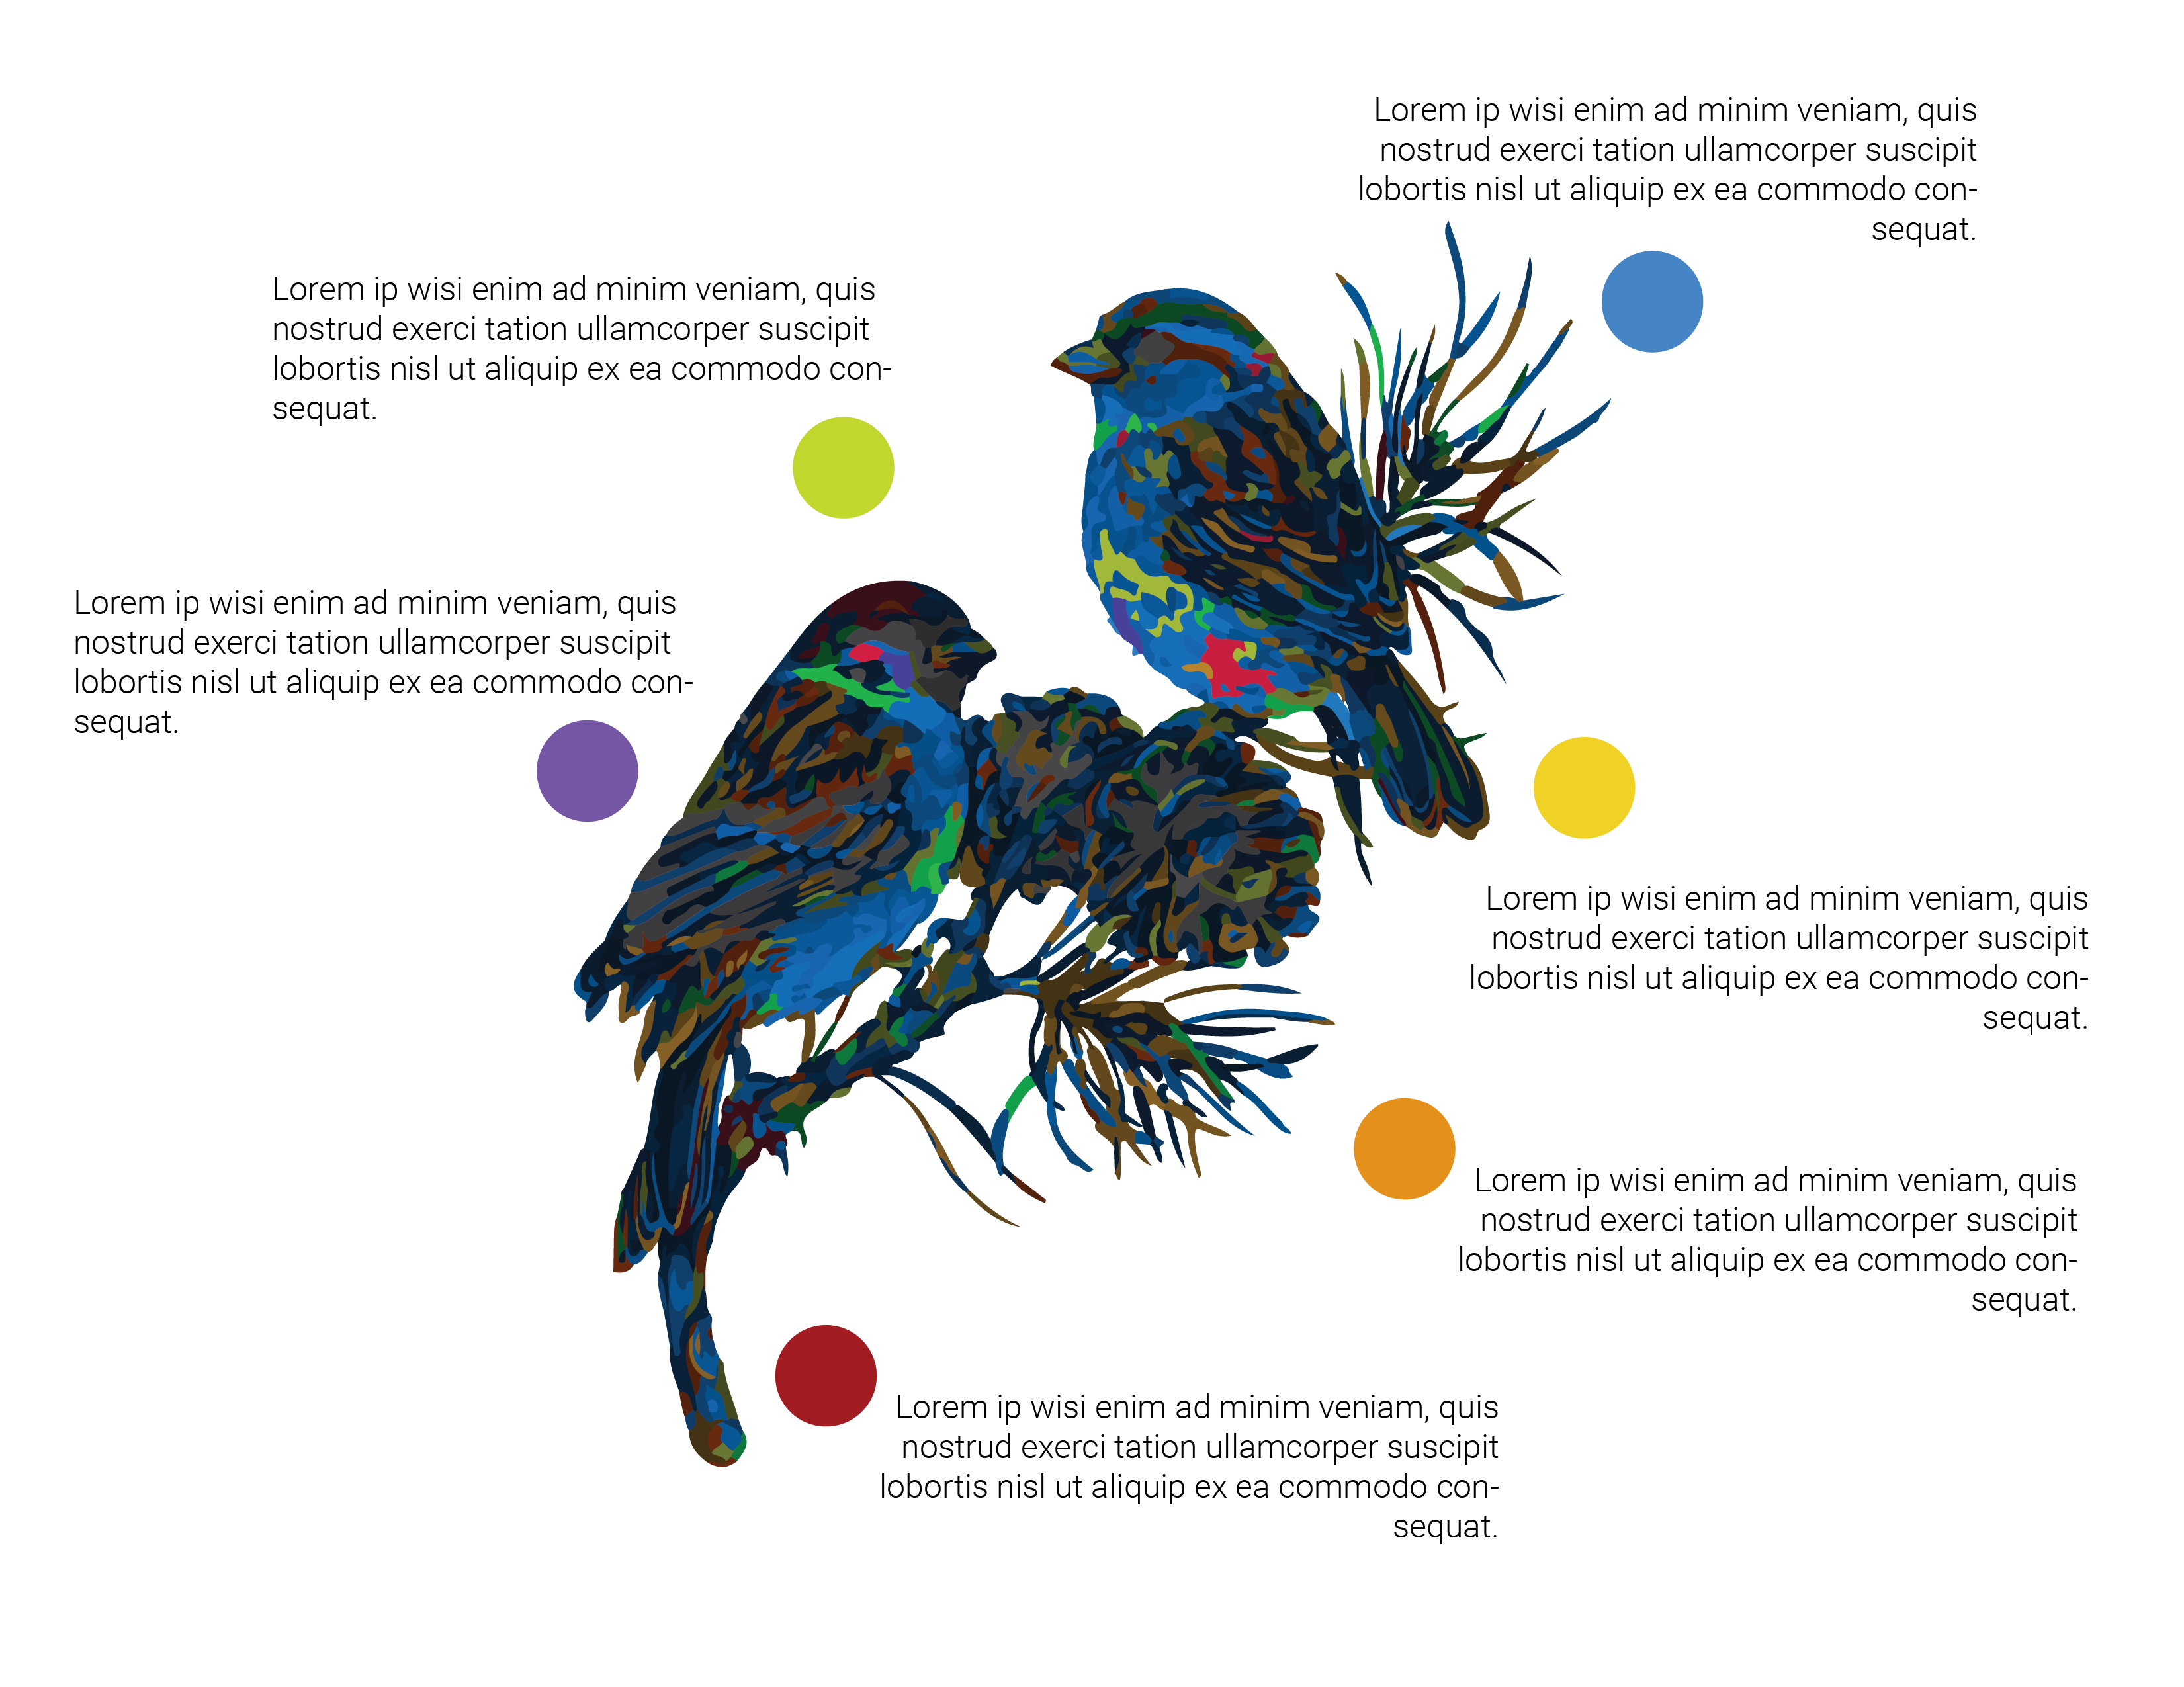 Lorem ip wisi enim ad minim veniam, quis
nostrud exerci tation ullamcorper suscipit
lobortis nisl ut aliquip ex ea commodo con-
sequat.
Lorem ip wisi enim ad minim veniam, quis
nostrud exerci tation ullamcorper suscipit
lobortis nisl ut aliquip ex ea commodo con-
sequat.
Lorem ip wisi enim ad minim veniam, quis
nostrud exerci tation ullamcorper suscipit
lobortis nisl ut aliquip ex ea commodo con-
sequat.
Lorem ip wisi enim ad minim veniam, quis
nostrud exerci tation ullamcorper suscipit
lobortis nisl ut aliquip ex ea commodo con-
sequat.
Lorem ip wisi enim ad minim veniam, quis
nostrud exerci tation ullamcorper suscipit
lobortis nisl ut aliquip ex ea commodo con-
sequat.
Lorem ip wisi enim ad minim veniam, quis
nostrud exerci tation ullamcorper suscipit
lobortis nisl ut aliquip ex ea commodo con-
sequat.